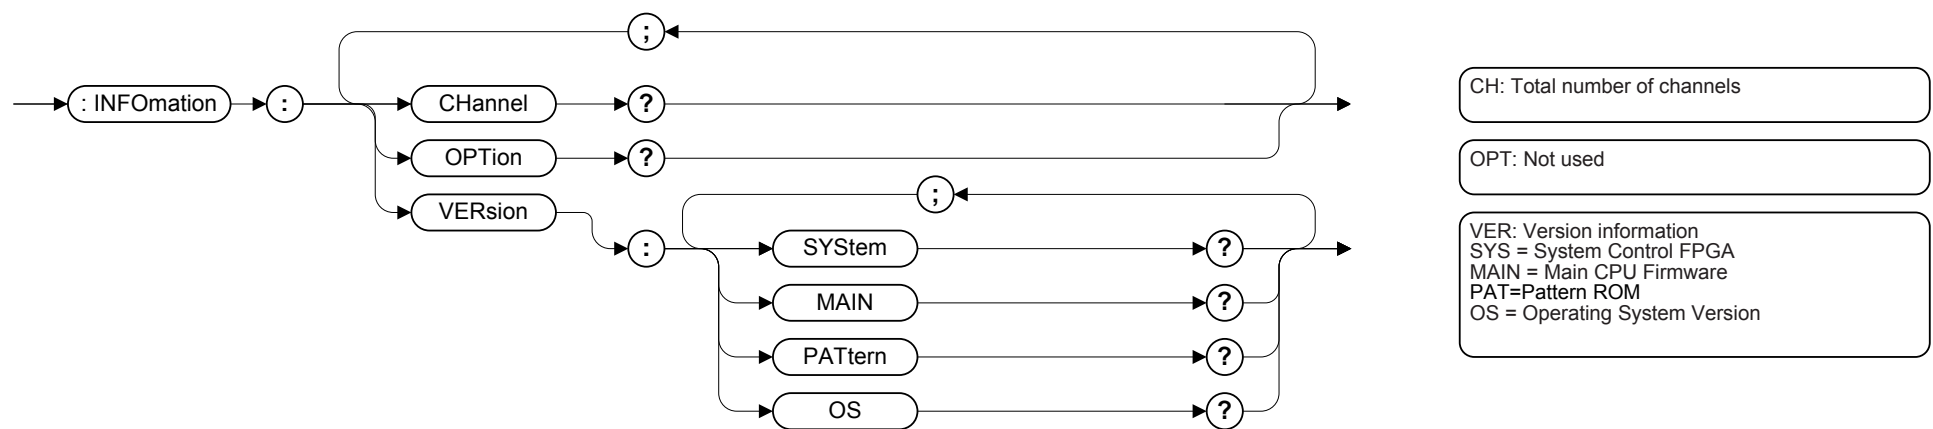 ;
: INFOmation : CHannel ?
OPTion ?
VERsion
;
: SYStem ?
MAIN ?
PATtern ?
OS ?
CH: Total number of channels
OPT: Not used
VER: Version information
SYS = System Control FPGA
MAIN = Main CPU Firmware
PAT=Pattern ROM
OS = Operating System Version